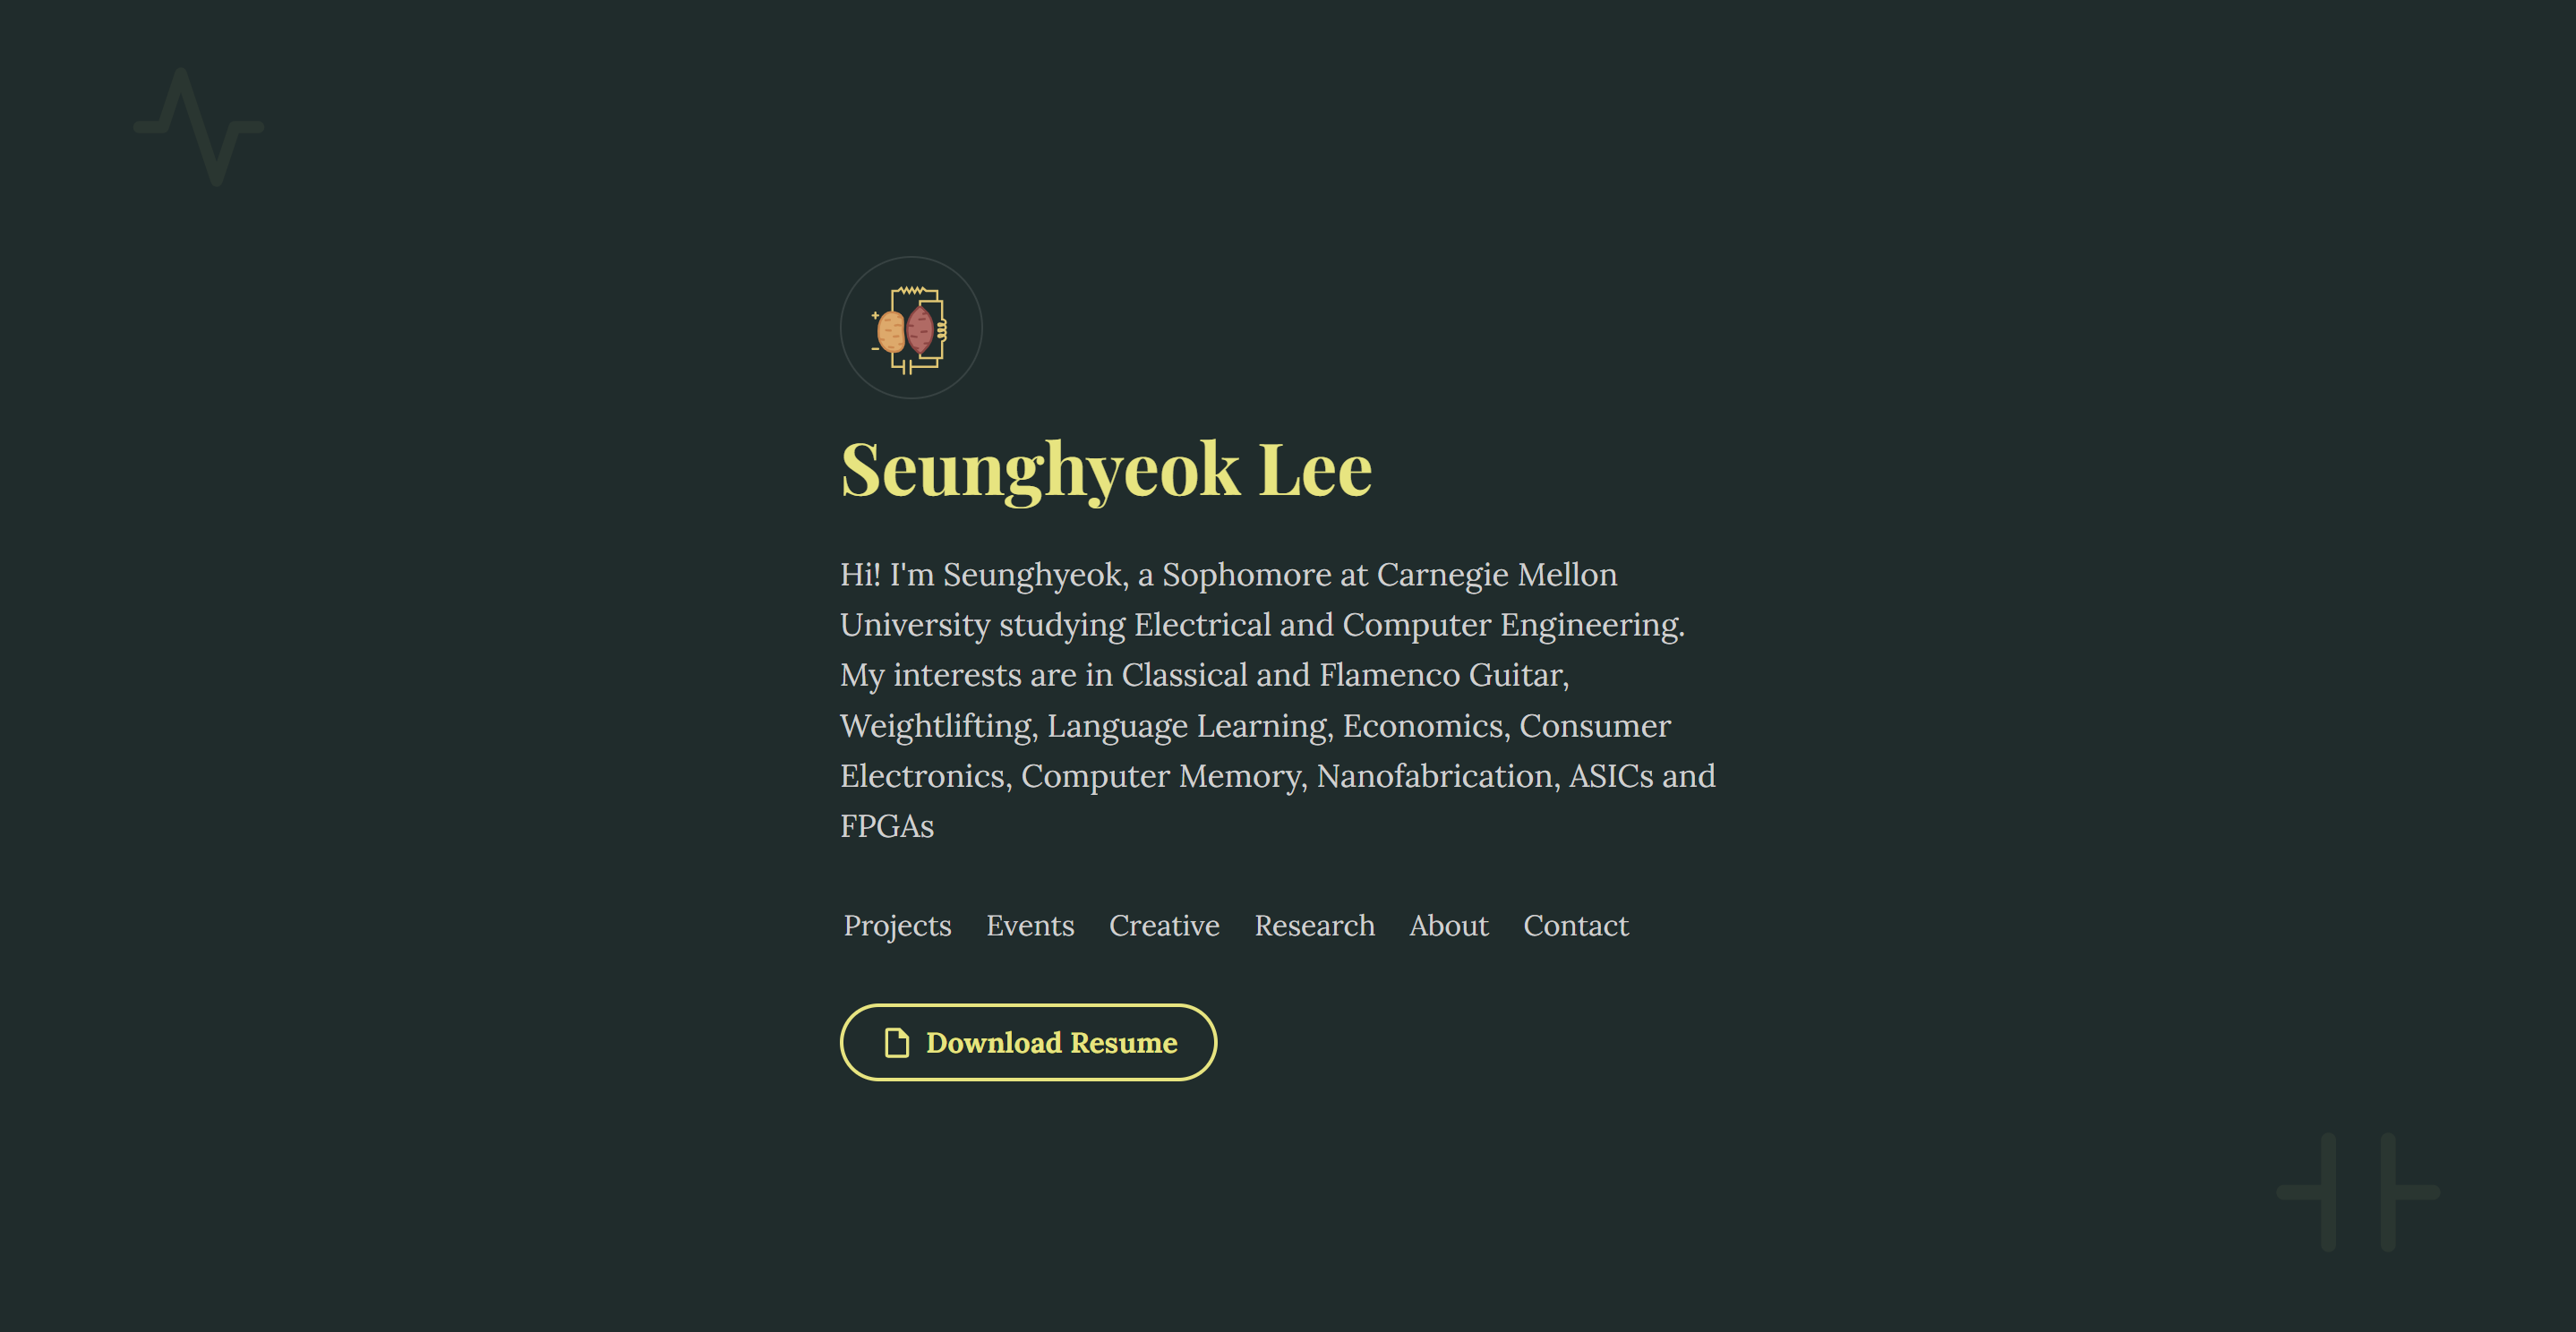 Seunghyeok Lee
Hi! I'm Seunghyeok, a Sophomore at Carnegie Mellon
University studying Electrical and Computer Engineering.
My interests are in Classical and Flamenco Guitar,
Weightlifting, Language Learning, Economics, Consumer
Electronics, Computer Memory, Nanofabrication, ASICs and
FPGAs
Projects Events Creative Research About Contact
Download Resume